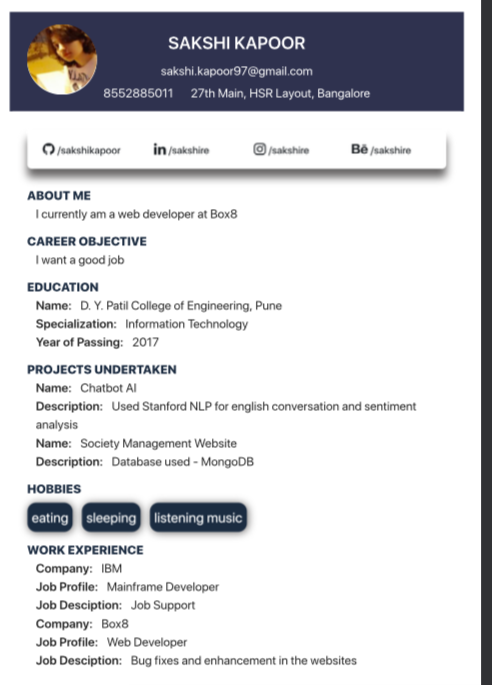 SAKSHI KAPOOR
sakshi.kapoor97@gmail.com
8552885011 27th Main, HSR Layout, Bangalore
/sakshikapoor in /sakshire /sakshire Bē /sakshire
ABOUT ME
I currently am a web developer at Box8
CAREER OBJECTIVE
I want a good job
EDUCATION
Name: D. Y. Patil College of Engineering, Pune
Specialization: Information Technology
Year of Passing: 2017
PROJECTS UNDERTAKEN
Name: Chatbot AI
Description: Used Stanford NLP for english conversation and sentiment
analysis
Name: Society Management Website
Description: Database used - MongoDB
HOBBIES
eating sleeping listening music
WORK EXPERIENCE
Company: IBM
Job Profile: Mainframe Developer
Job Desciption: Job Support
Company: Box8
Job Profile: Web Developer
Job Desciption: Bug fixes and enhancement in the websites